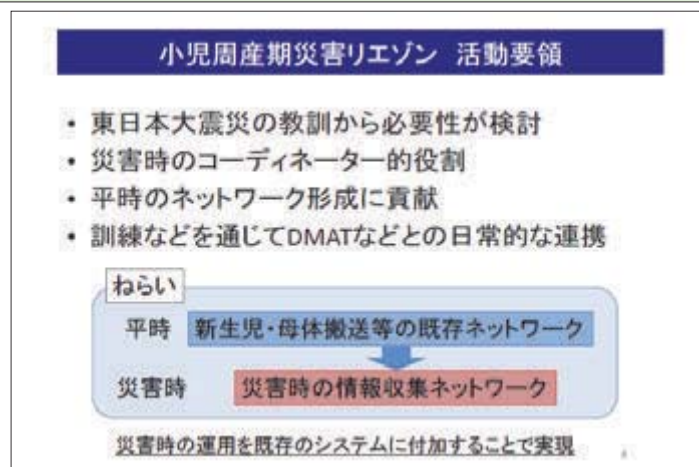 小児周産期災害リエゾン 活動要領
・ 東日本大震災の教訓から必要性が検討
・ 災害時のコーディネーター的役割
・ 平時のネットワーク形成に貢献
・ 訓練などを通じてDMATなどとの日常的な連携
ねらい
平時 新生児・母体搬送等の既存ネットワーク
災害時 災害時の情報収集ネットワーク
災害時の運用を既存のシステムに付加することで実現